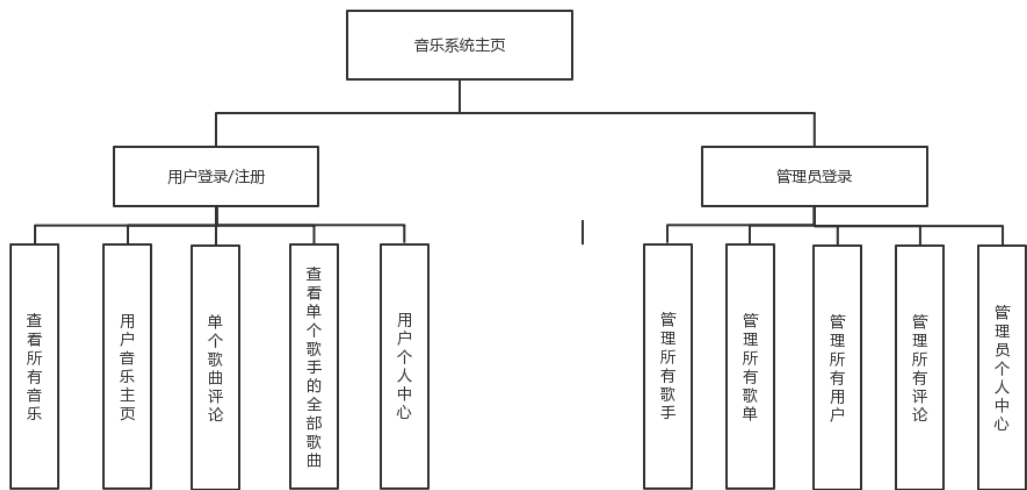 音乐系统主页
用户登录/注册
管理员登录
查看所有音乐
用户音乐主页
单个歌曲评论
查看单个歌手的全部歌曲
用户个人中心
管理所有歌手
管理所有歌单
管理所有用户
管理所有评论
管理员个人中心